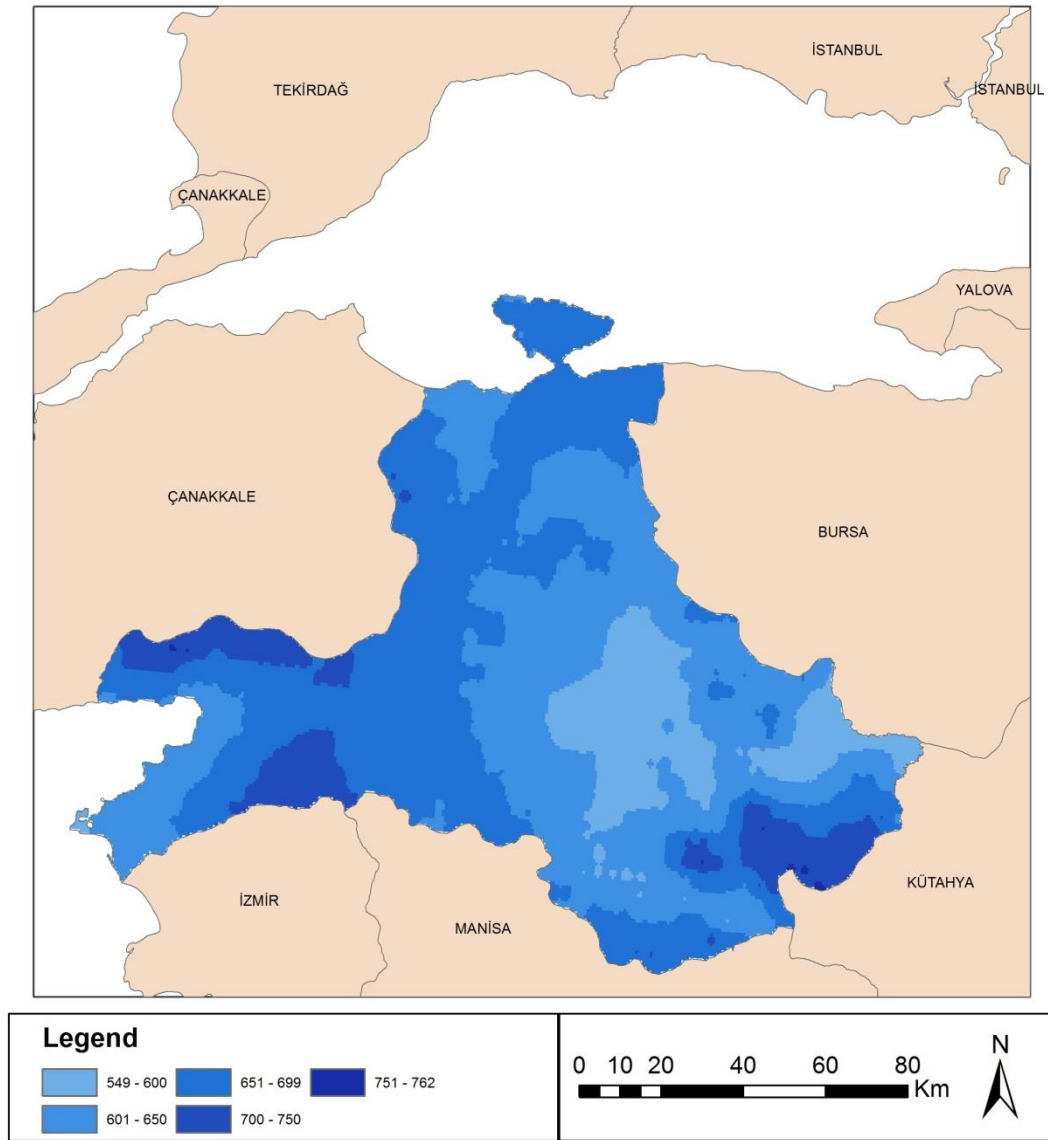 İSTANBUL
TEKİRDAĞ
İSTANBUL
ÇANAKKALE
YALOVA
ÇANAKKALE
BURSA
KÜTAHYA
İZMİR
MANİSA
Legend
549 - 600
651 - 699
751 - 762
601 - 650
700 - 750
0 10 20 40 60 80
Km
N